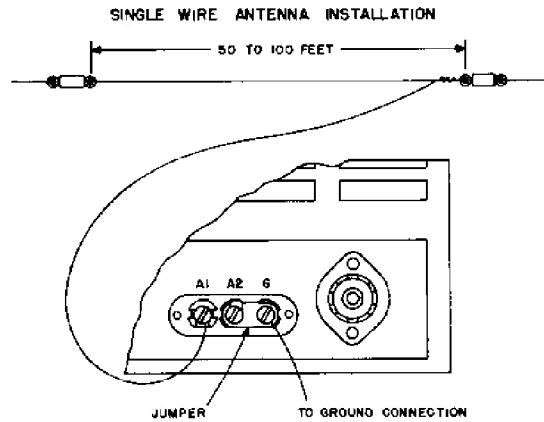 SINGLE WIRE ANTENNA INSTALLATION
50 TO 100 FEET
A1 A2 G
JUMPER
TO GROUND CONNECTION